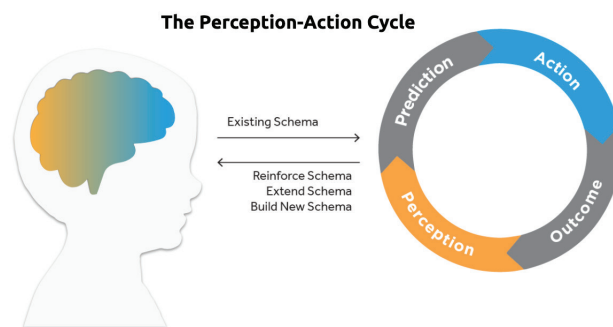 The Perception-Action Cycle
Existing Schema
Reinforce Schema
Extend Schema
Build New Schema
Prediction
Action
Outcome
Perception